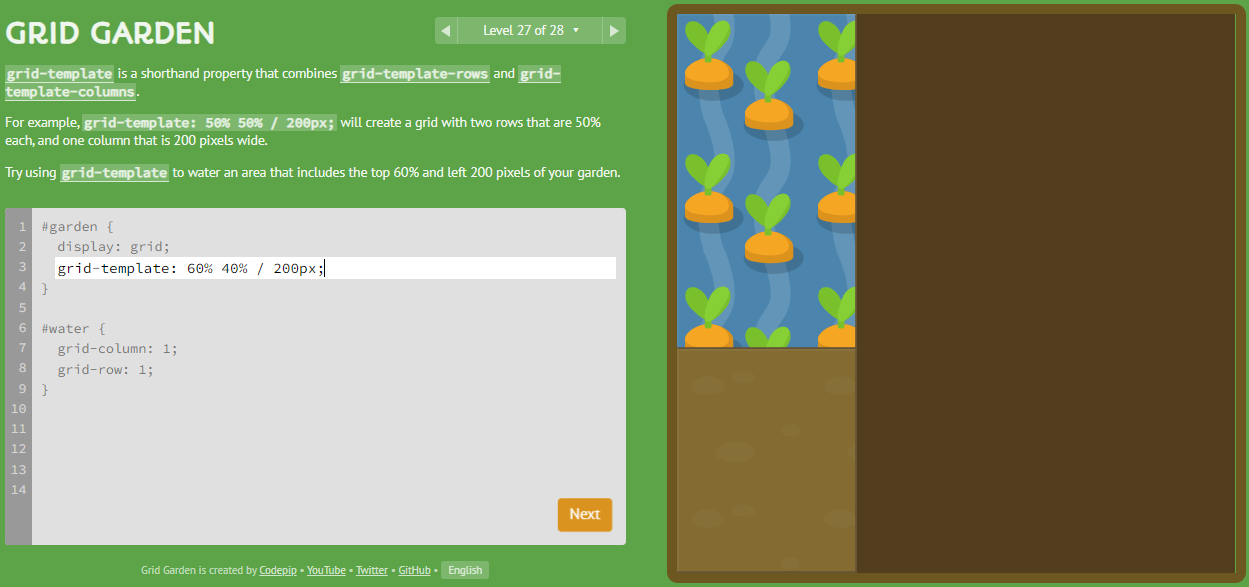 GRID GARDEN
◀ Level 27 of 28 ▾ ▶
grid-template is a shorthand property that combines grid-template-rows and grid-
template-columns.
For example, grid-template: 50% 50% / 200px; will create a grid with two rows that are 50%
each, and one column that is 200 pixels wide.
Try using grid-template to water an area that includes the top 60% and left 200 pixels of your garden.
1 #garden {
2 display: grid;
3 grid-template: 60% 40% / 200px;
4 }
5
6 #water {
7 grid-column: 1;
8 grid-row: 1;
9 }
10
11
12
13
14
Next
Grid Garden is created by Codepip • YouTube • Twitter • GitHub • English